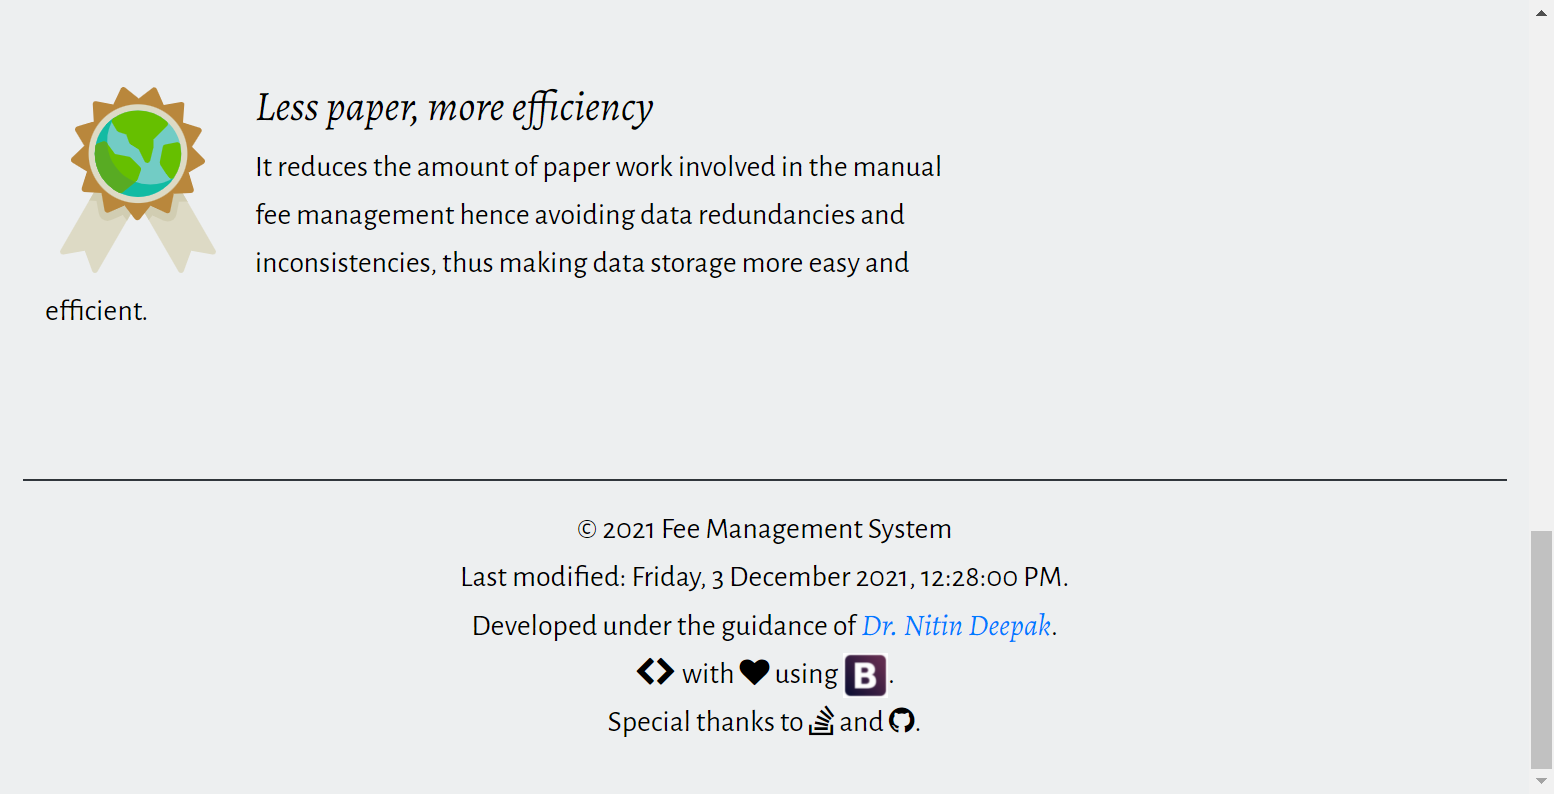 Less paper, more efficiency
It reduces the amount of paper work involved in the manual
fee management hence avoiding data redundancies and
inconsistencies, thus making data storage more easy and
efficient.
© 2021 Fee Management System
Last modified: Friday, 3 December 2021, 12:28:00 PM.
Developed under the guidance of Dr. Nitin Deepak.
<> with ♥ using B.
Special thanks to and .